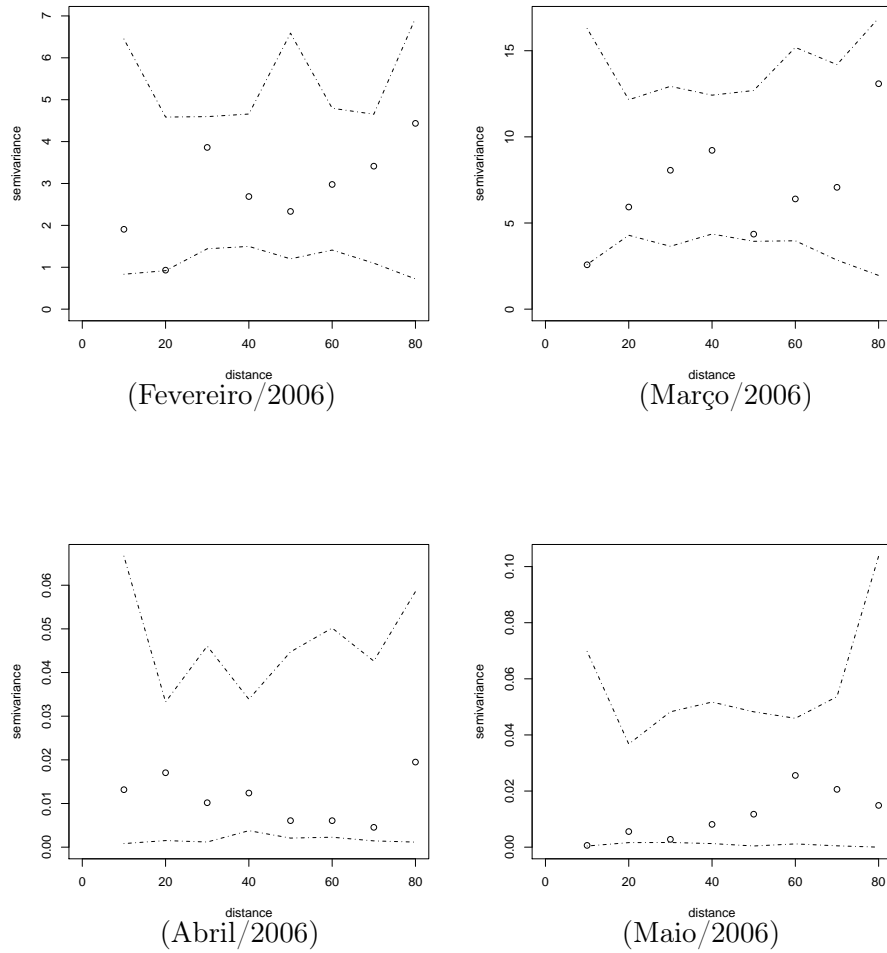 7
6
5
4
3
2
1
0
semivariance
0 20 40 60 80
distance
(Fevereiro/2006)
15
10
5
0
semivariance
0 20 40 60 80
distance
(Março/2006)
0.06
0.05
0.04
0.03
0.02
0.01
0.00
semivariance
0 20 40 60 80
distance
(Abril/2006)
0.10
0.08
0.06
0.04
0.02
0.00
semivariance
0 20 40 60 80
distance
(Maio/2006)